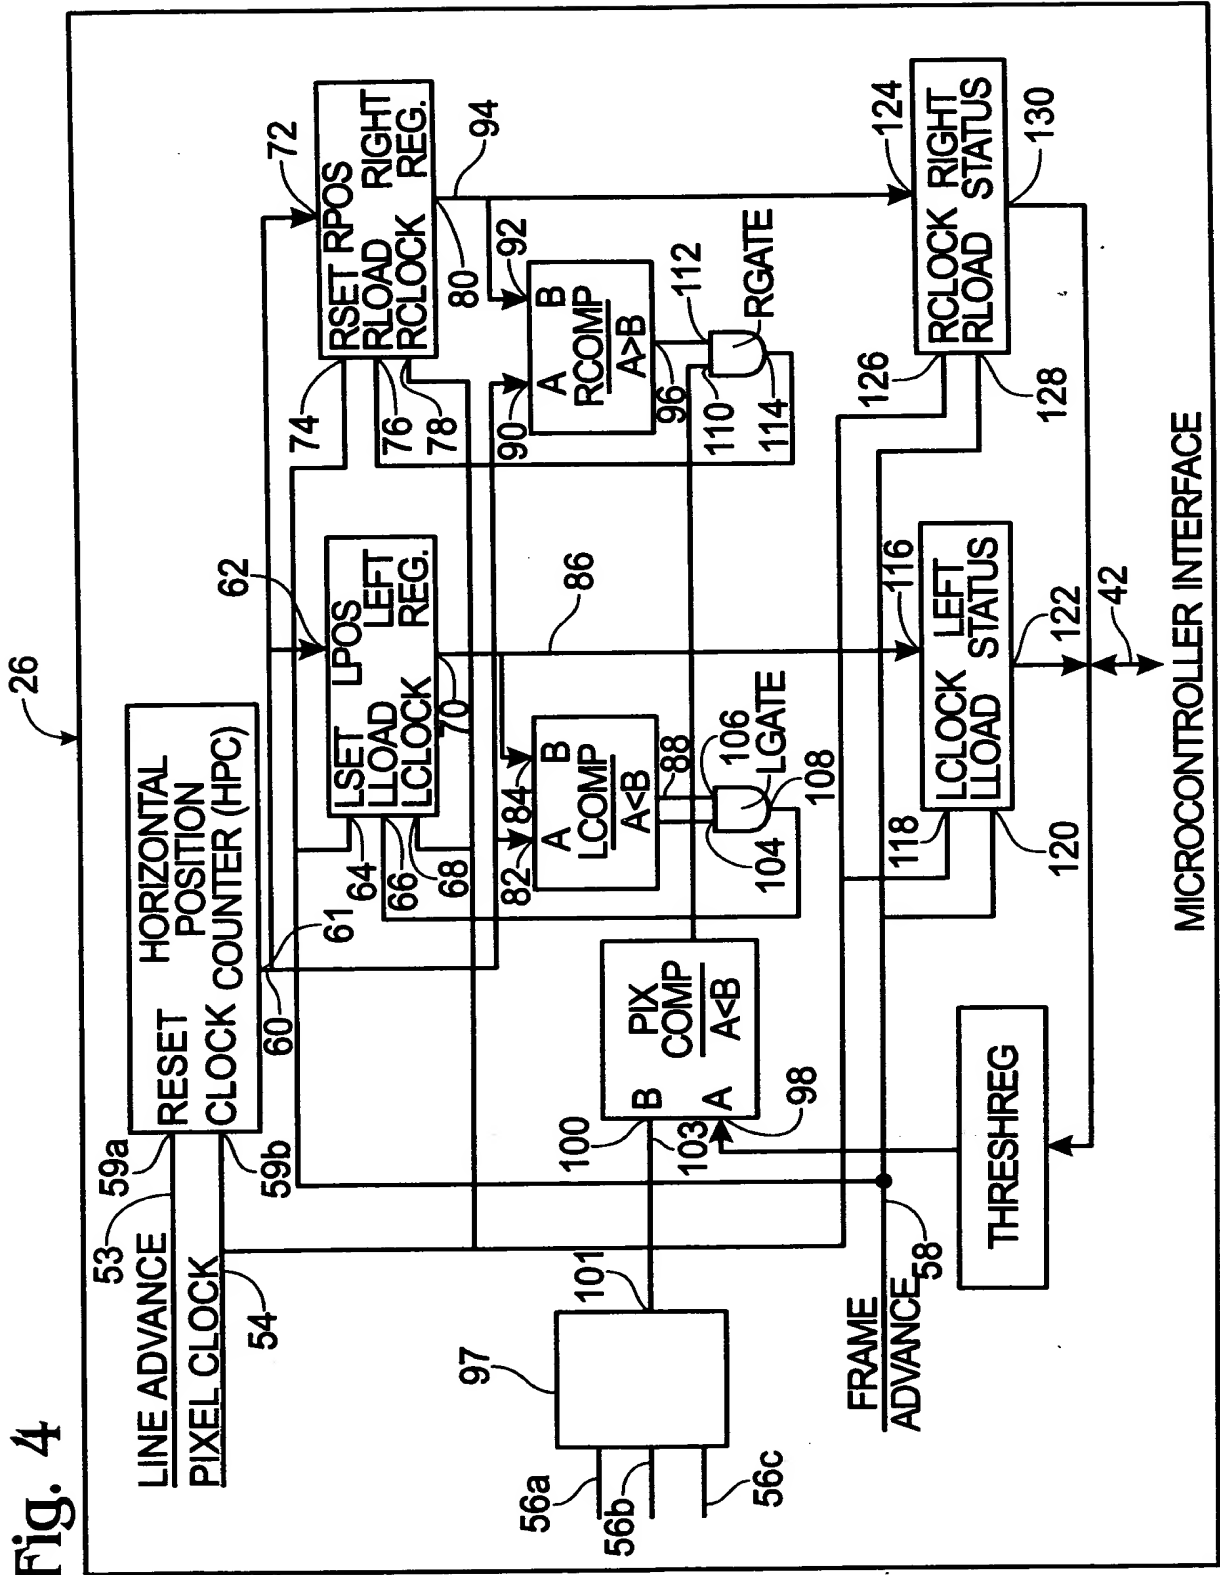 Fig. 4
26
LINE ADVANCE
53
59a
PIXEL CLOCK
54
59b
RESET
CLOCK
HORIZONTAL
POSITION
COUNTER (HPC)
60
61
62
LSET
LPOS
LLOAD
LEFT
LCLOCK
REG.
64
66
68
70
72
RSET
RPOS
RLOAD
RIGHT
RCLOCK
REG.
74
76
78
80
94
86
82
84
A
B
LCOMP
A<B
88
104
106
LGATE
108
90
92
A
B
RCOMP
A>B
96
110
112
RGATE
114
56a
56b
56c
97
101
103
100
B
PIX
COMP
A
A<B
98
FRAME
ADVANCE
58
THRESHREG
116
118
120
LCLOCK
LEFT
LLOAD
STATUS
122
124
126
128
RCLOCK
RIGHT
RLOAD
STATUS
130
42
MICROCONTROLLER INTERFACE